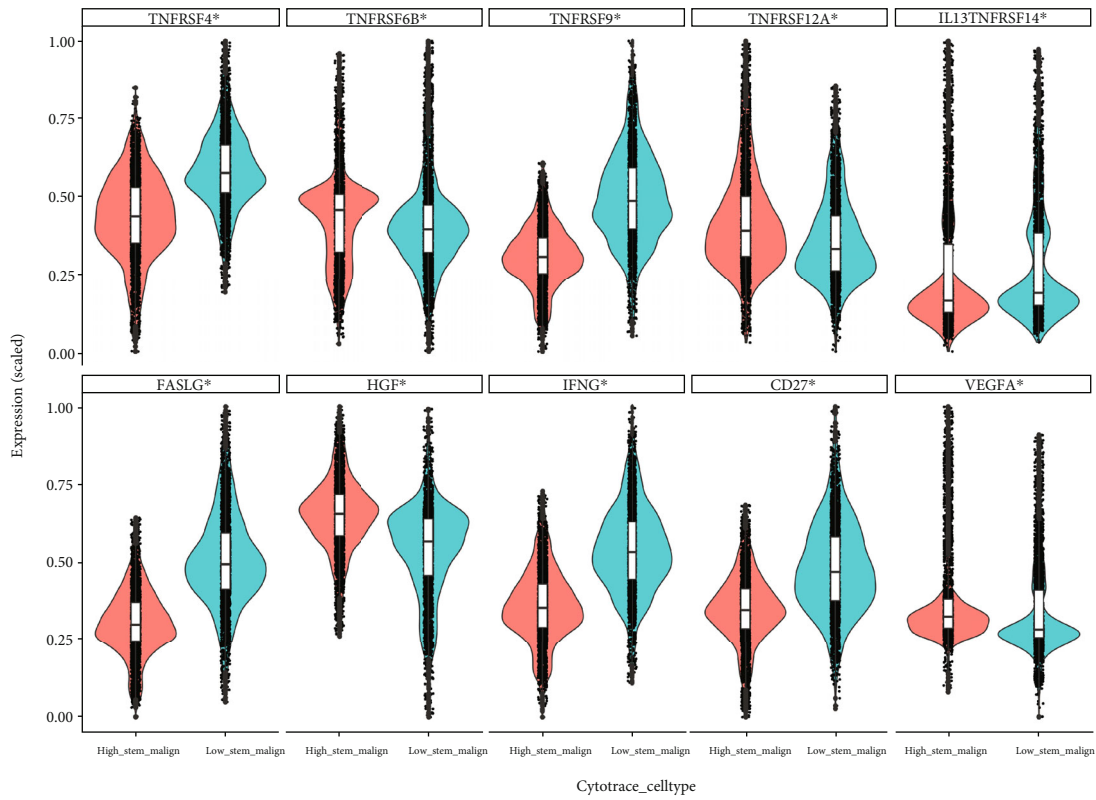 TNFRSF4* TNFRSF6B* TNFRSF9* TNFRSF12A* IL13TNFRSF14*
1.00
0.75
0.50
0.25
0.00
Expression (scaled)
FASLG* HGF* IFNG* CD27* VEGFA*
1.00
0.75
0.50
0.25
0.00
High_stem_malign Low_stem_malign High_stem_malign Low_stem_malign High_stem_malign Low_stem_malign High_stem_malign Low_stem_malign High_stem_malign Low_stem_malign
Cytotrace_celltype